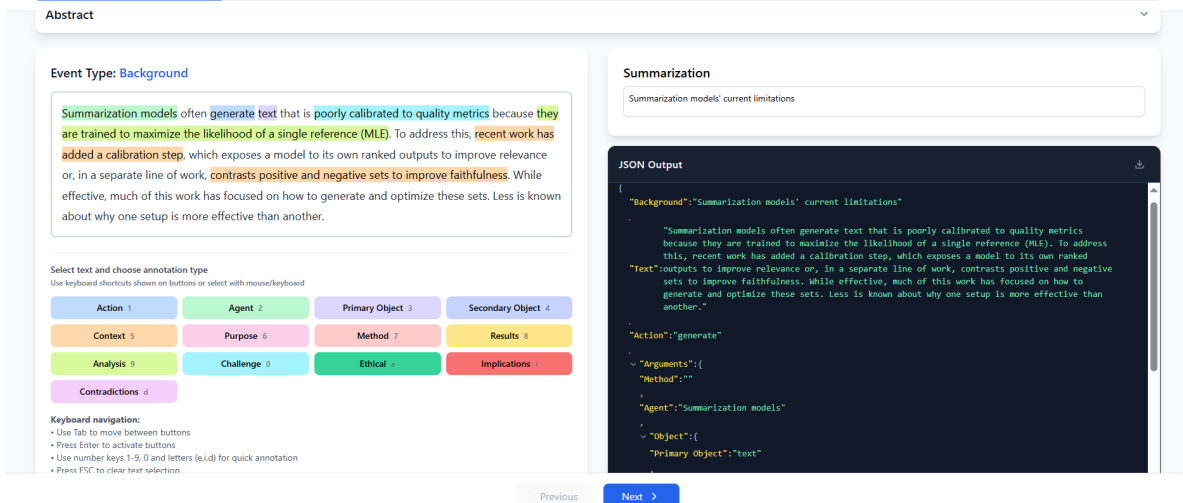 Abstract
Event Type: Background
Summarization models often generate text that is poorly calibrated to quality metrics because they
are trained to maximize the likelihood of a single reference (MLE). To address this, recent work has
added a calibration step, which exposes a model to its own ranked outputs to improve relevance
or, in a separate line of work, contrasts positive and negative sets to improve faithfulness. While
effective, much of this work has focused on how to generate and optimize these sets. Less is known
about why one setup is more effective than another.
Select text and choose annotation type
Use keyboard shortcuts shown on buttons or select with mouse/keyboard
Action 1
Agent 2
Primary Object 3
Secondary Object 4
Context 5
Purpose 6
Method 7
Results 8
Analysis 9
Challenge 0
Ethical e
Implications i
Contradictions d
Keyboard navigation:
• Use Tab to move between buttons
• Press Enter to activate buttons
• Use number keys 1-9, 0 and letters (e,i,d) for quick annotation
• Press ESC to clear text selection
Summarization
Summarization models' current limitations
JSON Output
{
"Background":"Summarization models' current limitations"
,
"Summarization models often generate text that is poorly calibrated to quality metrics
because they are trained to maximize the likelihood of a single reference (MLE). To address
this, recent work has added a calibration step, which exposes a model to its own ranked
"Text":outputs to improve relevance or, in a separate line of work, contrasts positive and negative
sets to improve faithfulness. While effective, much of this work has focused on how to
generate and optimize these sets. Less is known about why one setup is more effective than
another."
,
"Action":"generate"
,
"Arguments":{
"Method":""
,
"Agent":"Summarization models"
,
"Object":{
"Primary Object":"text"
,
Previous
Next